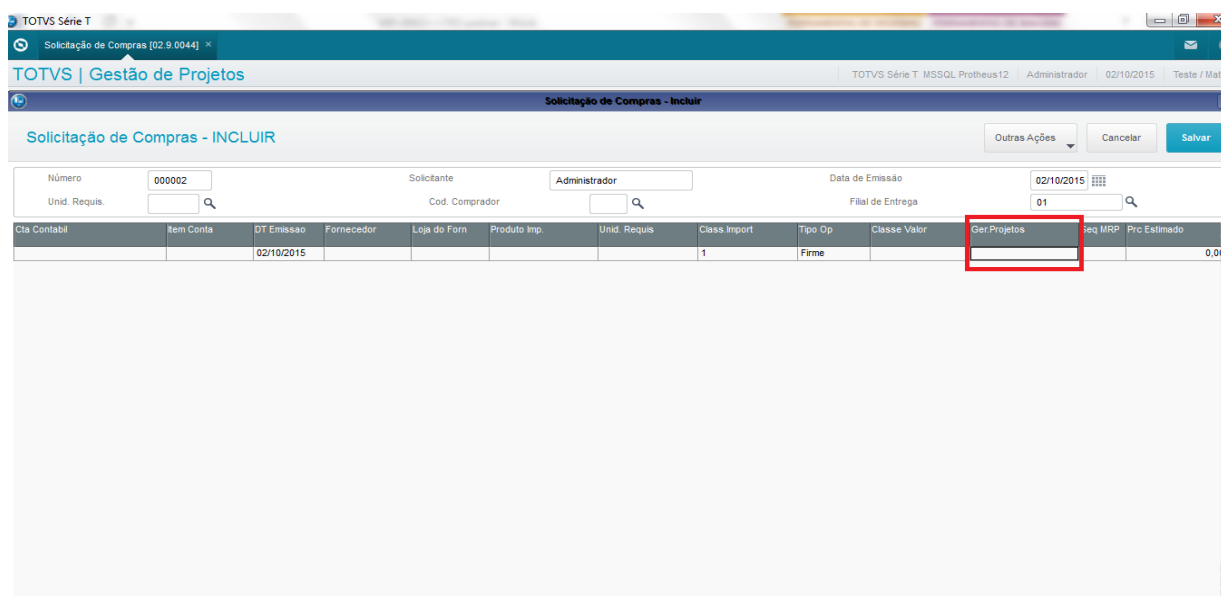 TOTVS Série T
Solicitação de Compras [02.9.0044] ×
TOTVS | Gestão de Projetos
TOTVS Série T MSSQL Protheus12 Administrador 02/10/2015 Teste / Mat
Solicitação de Compras - Incluir
Solicitação de Compras - INCLUIR
Outras Ações Cancelar Salvar
Número 000002 Solicitante Administrador Data de Emissão 02/10/2015
Unid. Requis. Cod. Comprador Filial de Entrega 01
Cta Contabil Item Conta DT Emissao Fornecedor Loja do Forn Produto Imp. Unid. Requis Class.Import Tipo Op Classe Valor Ger.Projetos Seq MRP Prc Estimado
02/10/2015 1 Firme 0,00